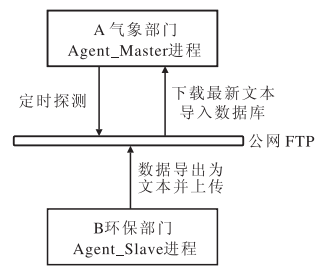 A 气象部门
Agent_Master进程
定时探测
下载最新文本
导入数据库
公网 FTP
数据导出为
文本并上传
B环保部门
Agent_Slave进程